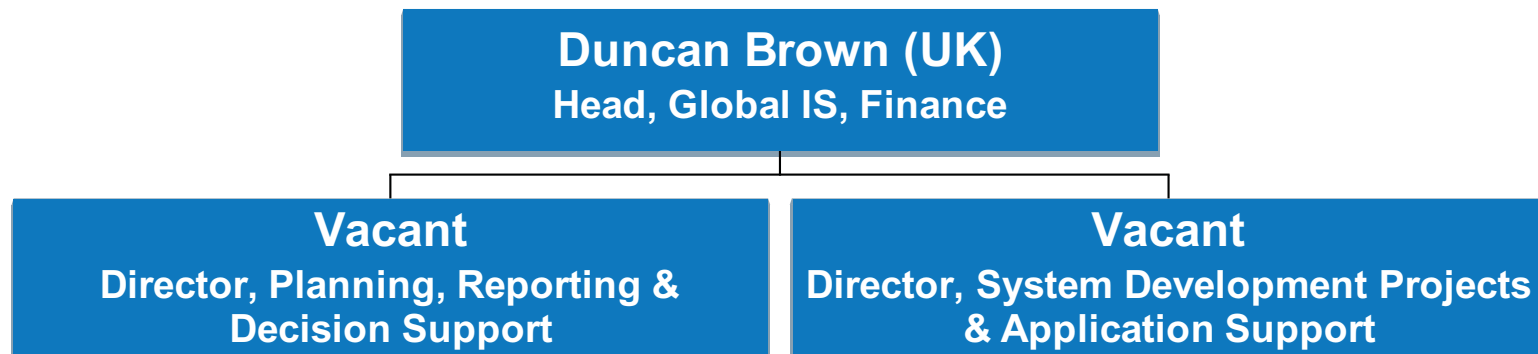 Duncan Brown (UK)
Head, Global IS, Finance
Vacant
Director, Planning, Reporting &
Decision Support
Vacant
Director, System Development Projects
& Application Support